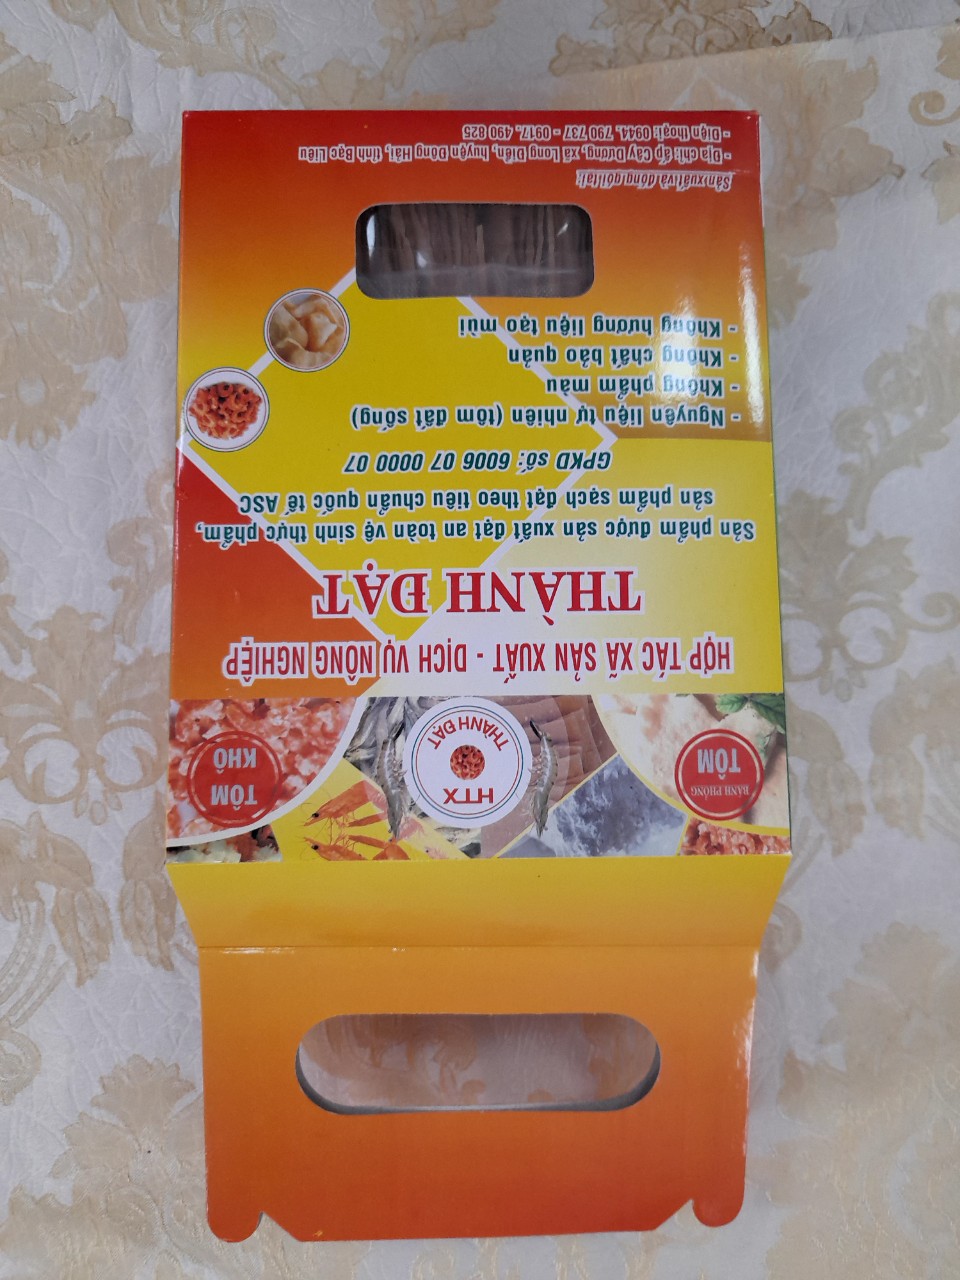 TÔM
KHÔ
HTX
THÀNH ĐẠT
BÁNH PHỒNG
TÔM
HỢP TÁC XÃ SẢN XUẤT - DỊCH VỤ NÔNG NGHIỆP
THÀNH ĐẠT
Sản phẩm được sản xuất đạt an toàn vệ sinh thực phẩm,
sản phẩm sạch đạt theo tiêu chuẩn quốc tế ASC
GPKD số: 6006 07 0000 07
- Nguyên liệu tự nhiên (tôm đất sống)
- Không phẩm màu
- Không chất bảo quản
- Không hương liệu tạo mùi
Sản xuất và đóng gói tại:
- Địa chỉ: ấp Cây Dương, xã Long Điền, huyện Đông Hải, tỉnh Bạc Liêu
- Điện thoại: 0944. 790 737 - 0917. 490 825